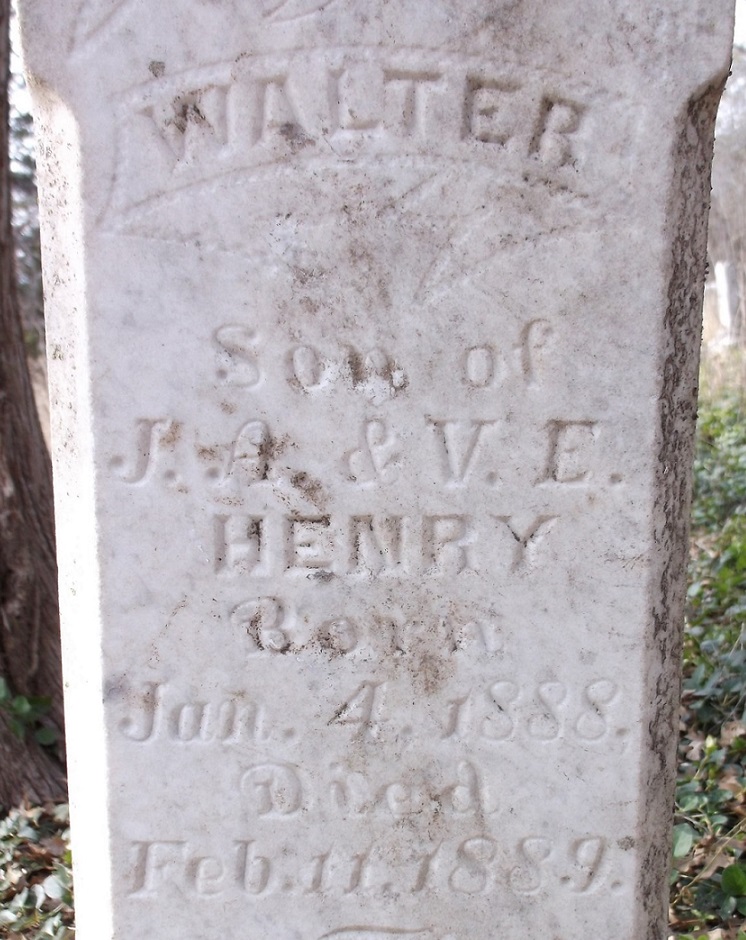 WALTER
Son of
J. A. & V. E.
HENRY
Born
Jan. 4, 1888.
Died
Feb. 11, 1889.